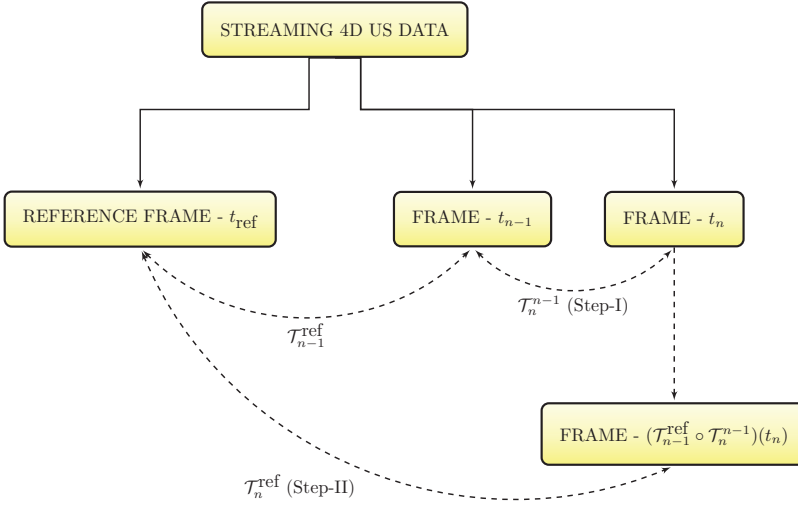 STREAMING 4D US DATA
REFERENCE FRAME - t_ref
FRAME - t_{n-1}
FRAME - t_n
𝒯_n^{n-1} (Step-I)
𝒯_{n-1}^{ref}
FRAME - (𝒯_{n-1}^{ref} ∘ 𝒯_n^{n-1})(t_n)
𝒯_n^{ref} (Step-II)